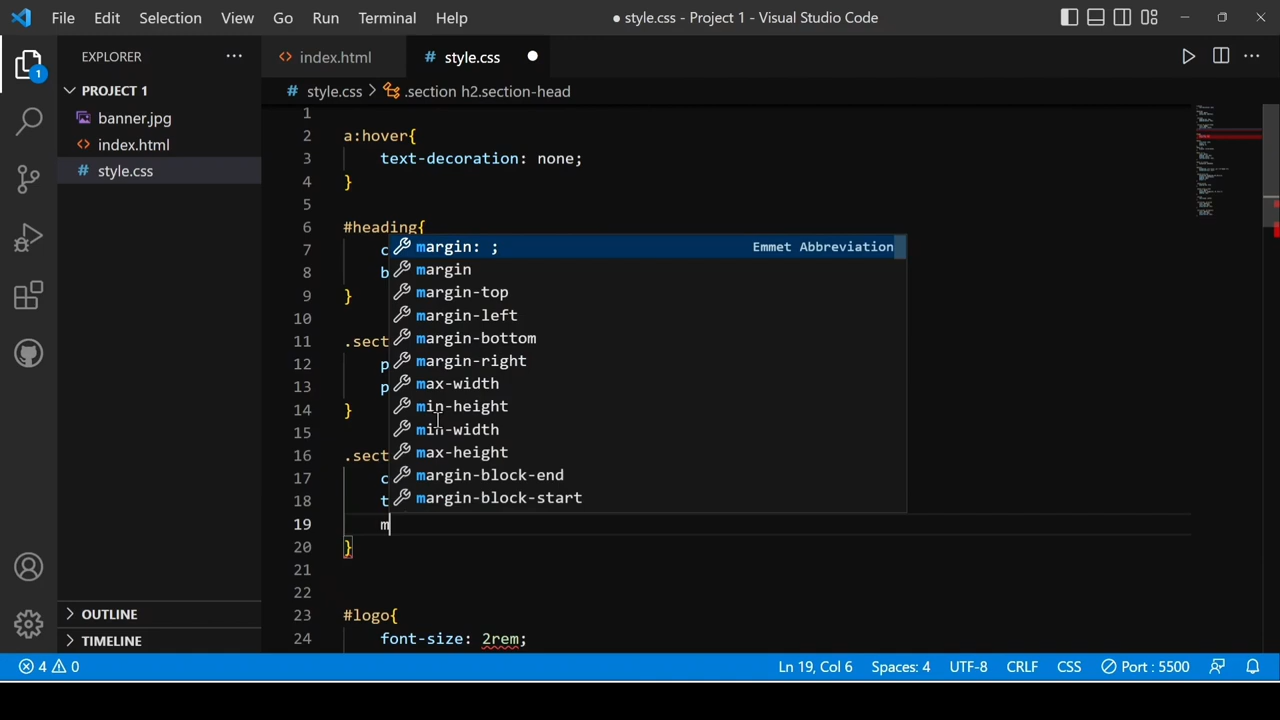 File Edit Selection View Go Run Terminal Help
● style.css - Project 1 - Visual Studio Code
EXPLORER
index.html
# style.css
PROJECT 1
# style.css > .section h2.section-head
banner.jpg
index.html
# style.css
1
2 a:hover{
3 text-decoration: none;
4 }
5
6 #heading{
7 c
8 b
9 }
10
11 .sect
12 p
13 p
14 }
15
16 .sect
17 c
18 t
19 m
20 }
21
22
23 #logo{
24 font-size: 2rem;
margin: ; Emmet Abbreviation
margin
margin-top
margin-left
margin-bottom
margin-right
max-width
min-height
min-width
max-height
margin-block-end
margin-block-start
1
OUTLINE
TIMELINE
4 0
Ln 19, Col 6 Spaces: 4 UTF-8 CRLF CSS Port : 5500